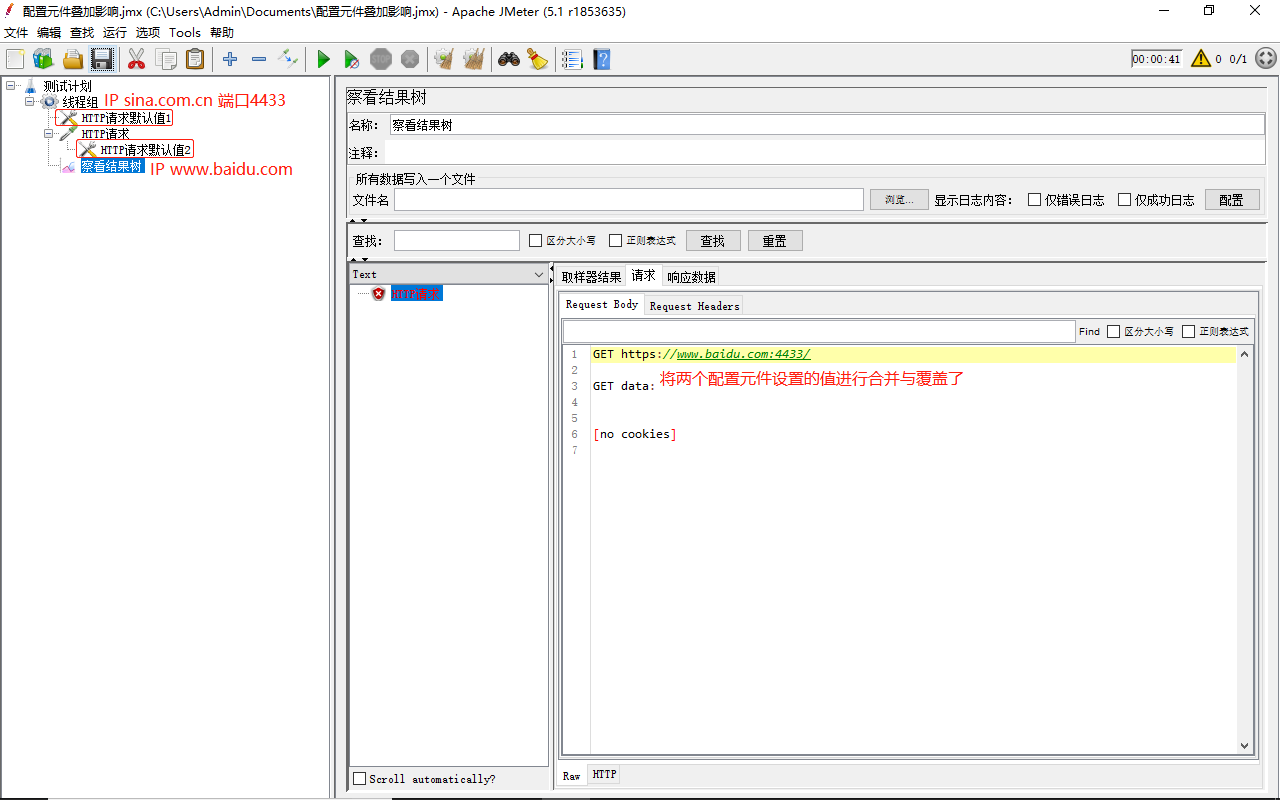 配置元件叠加影响.jmx (C:\Users\Admin\Documents\配置元件叠加影响.jmx) - Apache JMeter (5.1 r1853635)
文件 编辑 查找 运行 选项 Tools 帮助
STOP
00:00:41 0 0/1
测试计划
线程组 IP sina.com.cn 端口4433
HTTP请求默认值1
HTTP请求
HTTP请求默认值2
察看结果树 IP www.baidu.com
察看结果树
名称: 察看结果树
注释:
所有数据写入一个文件
文件名 浏览... 显示日志内容: 仅错误日志 仅成功日志 配置
查找: 区分大小写 正则表达式 查找 重置
Text
HTTP请求
Scroll automatically?
取样器结果 请求 响应数据
Request Body Request Headers
Find 区分大小写 正则表达式
1 GET https://www.baidu.com:4433/
2
3 GET data: 将两个配置元件设置的值进行合并与覆盖了
4
5
6 [no cookies]
7
Raw HTTP